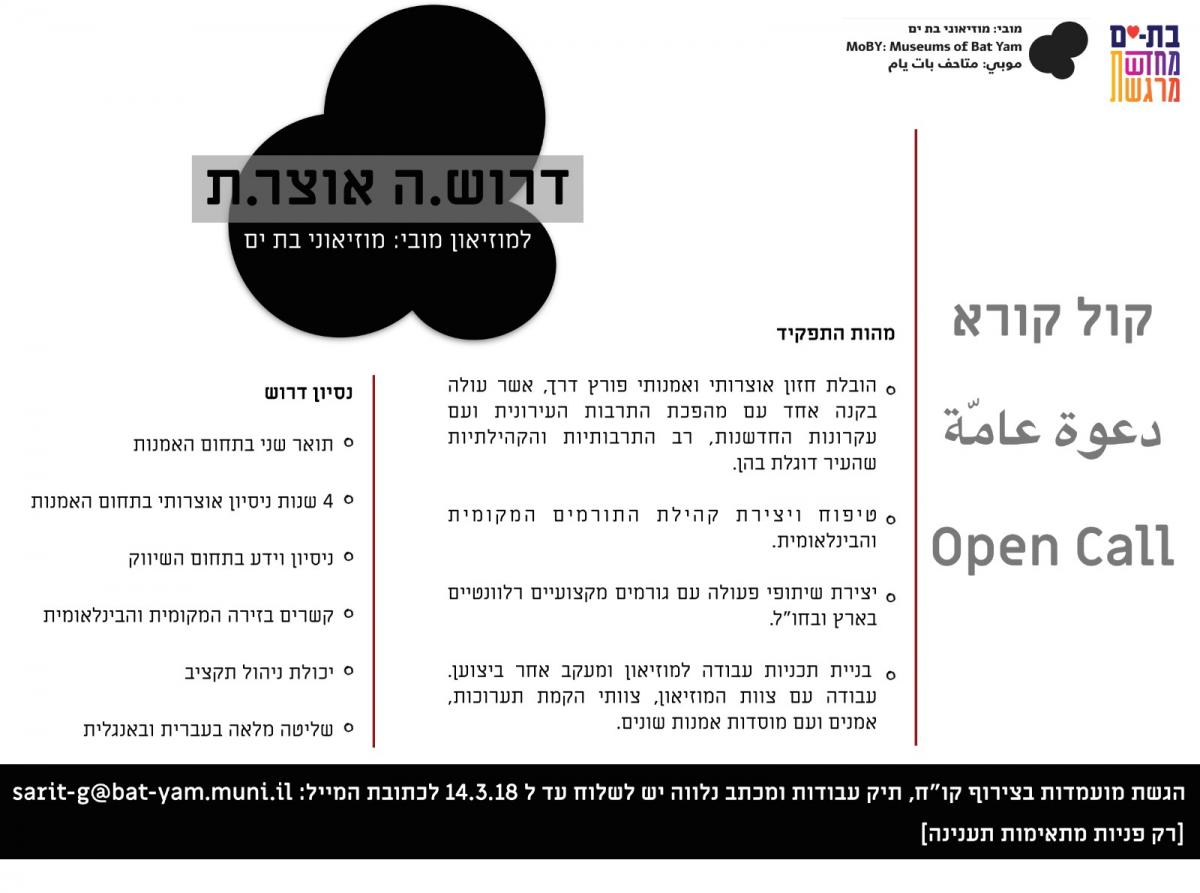 בת-ים
מחדשת
מרגשת
מובי: מוזיאוני בת ים
MoBY: Museums of Bat Yam
موبي: متاحف بات يام
דרוש.ה אוצר.ת
למוזיאון מובי: מוזיאוני בת ים
קול קורא
دعوة عامّة
Open Call
מהות התפקיד
הובלת חזון אוצרותי ואמנותי פורץ דרך, אשר עולה
בקנה אחד עם מהפכת התרבות העירונית ועם
עקרונות החדשנות, רב התרבותיות והקהילתיות
שהעיר דוגלת בהן.
טיפוח ויצירת קהילת התורמים המקומית
והבינלאומית.
יצירת שיתופי פעולה עם גורמים מקצועיים רלוונטיים
בארץ ובחו"ל.
בניית תכניות עבודה למוזיאון ומעקב אחר ביצוען.
עבודה עם צוות המוזיאון, צוותי הקמת תערוכות,
אמנים ועם מוסדות אמנות שונים.
נסיון דרוש
תואר שני בתחום האמנות
4 שנות ניסיון אוצרותי בתחום האמנות
ניסיון וידע בתחום השיווק
קשרים בזירה המקומית והבינלאומית
יכולת ניהול תקציב
שליטה מלאה בעברית ובאנגלית
הגשת מועמדות בצירוף קו"ח, תיק עבודות ומכתב נלווה יש לשלוח עד ל 14.3.18 לכתובת המייל: sarit-g@bat-yam.muni.il
[רק פניות מתאימות תענינה]